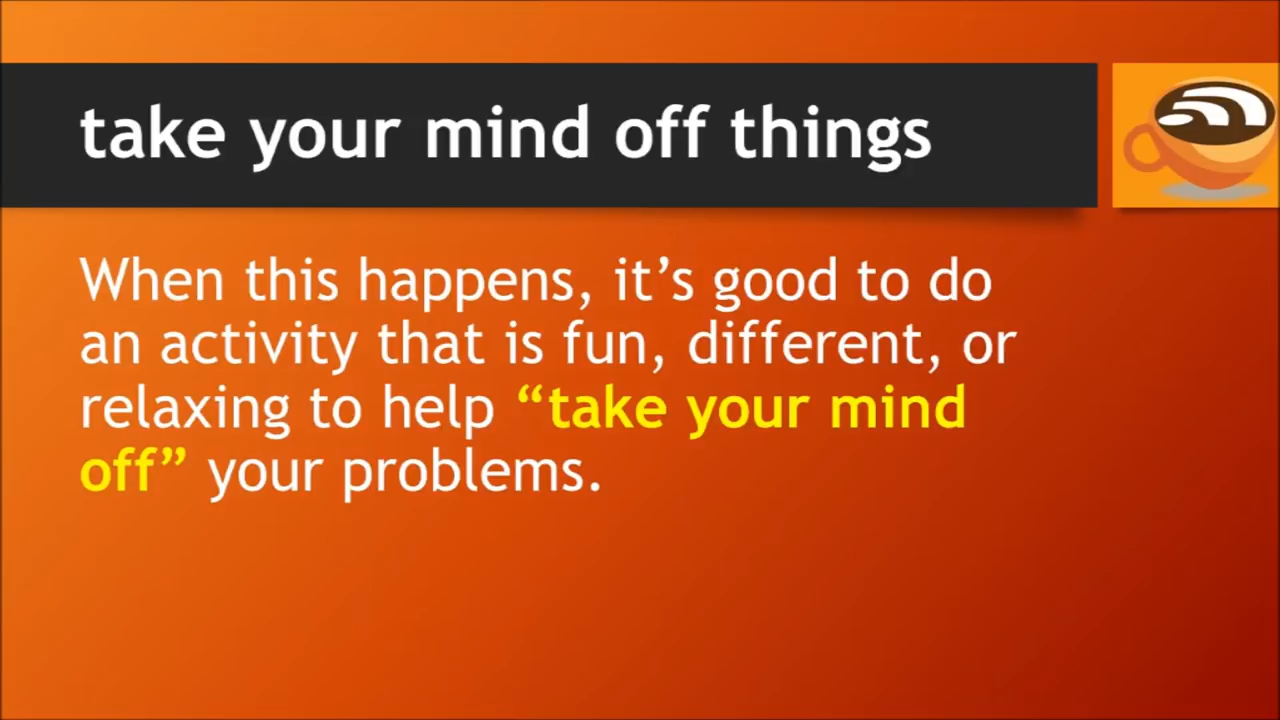 take your mind off things
When this happens, it’s good to do
an activity that is fun, different, or
relaxing to help “take your mind
off” your problems.